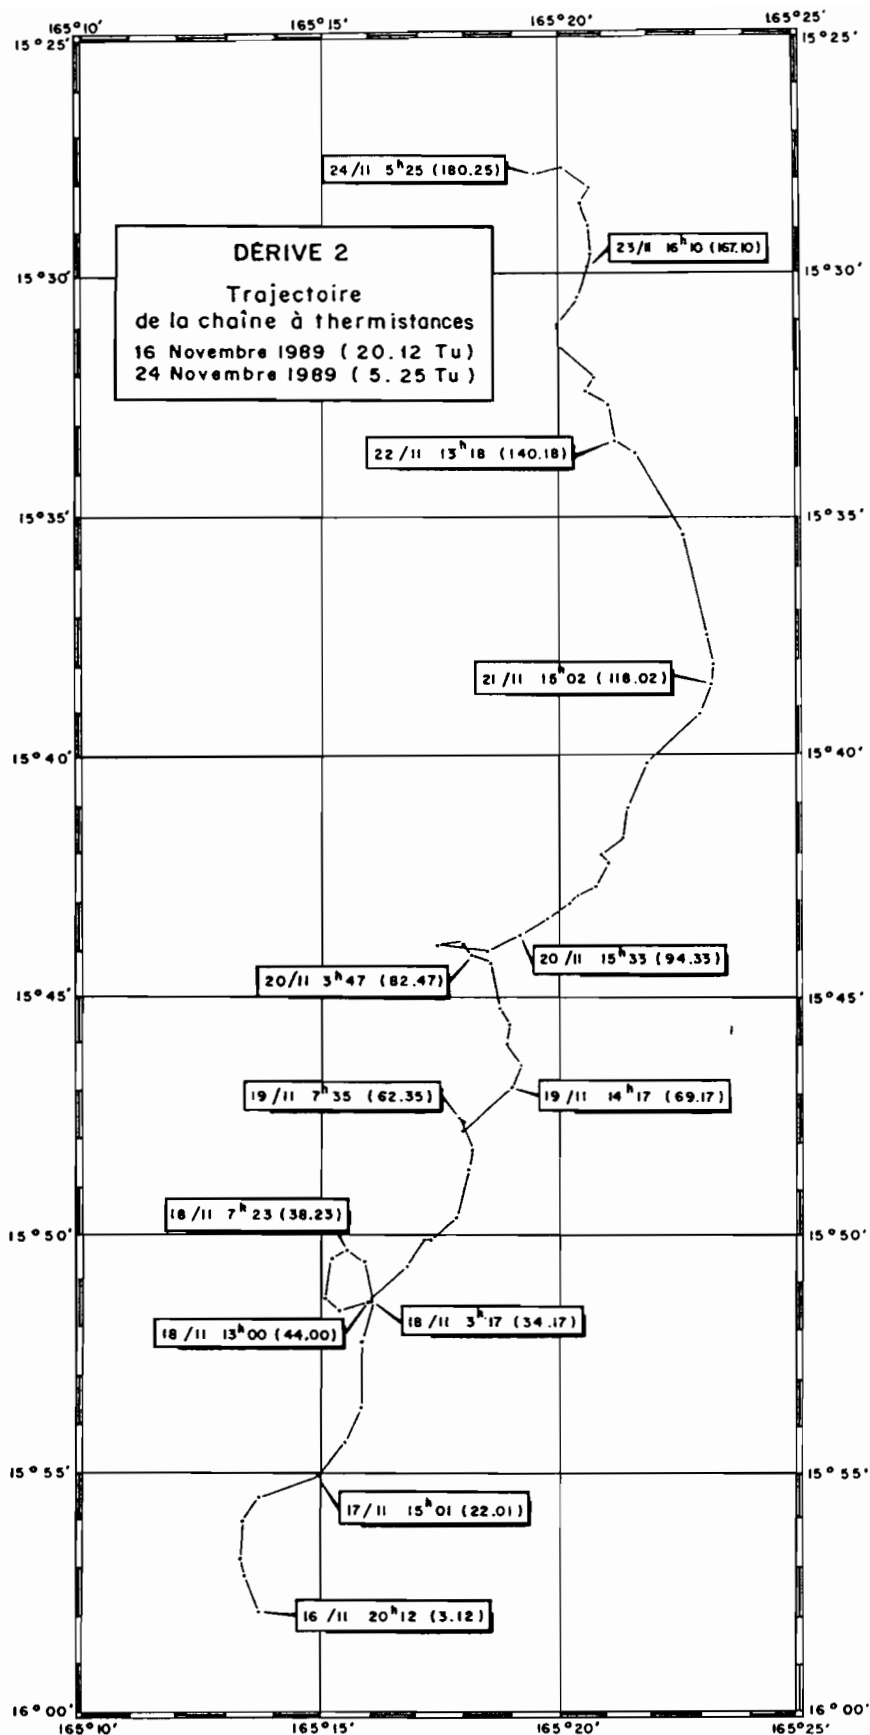 165°10'
165°15'
165°20'
165°25'
15°25'
15°25'
24/11 5h25 (180.25)
23/11 16h10 (167.10)
DÉRIVE 2
Trajectoire
de la chaîne à thermistances
16 Novembre 1989 ( 20.12 Tu)
24 Novembre 1989 ( 5.25 Tu )
15°30'
15°30'
22/11 13h18 (140.18)
15°35'
15°35'
21/11 15h02 (118.02)
15°40'
15°40'
20/11 15h33 (94.33)
20/11 3h47 (82.47)
15°45'
15°45'
19/11 7h35 (62.35)
19/11 14h17 (69.17)
18/11 7h23 (38.23)
15°50'
15°50'
18/11 3h17 (34.17)
18/11 13h00 (44.00)
15°55'
15°55'
17/11 15h01 (22.01)
16/11 20h12 (3.12)
16°00'
16°00'
165°10'
165°15'
165°20'
165°25'